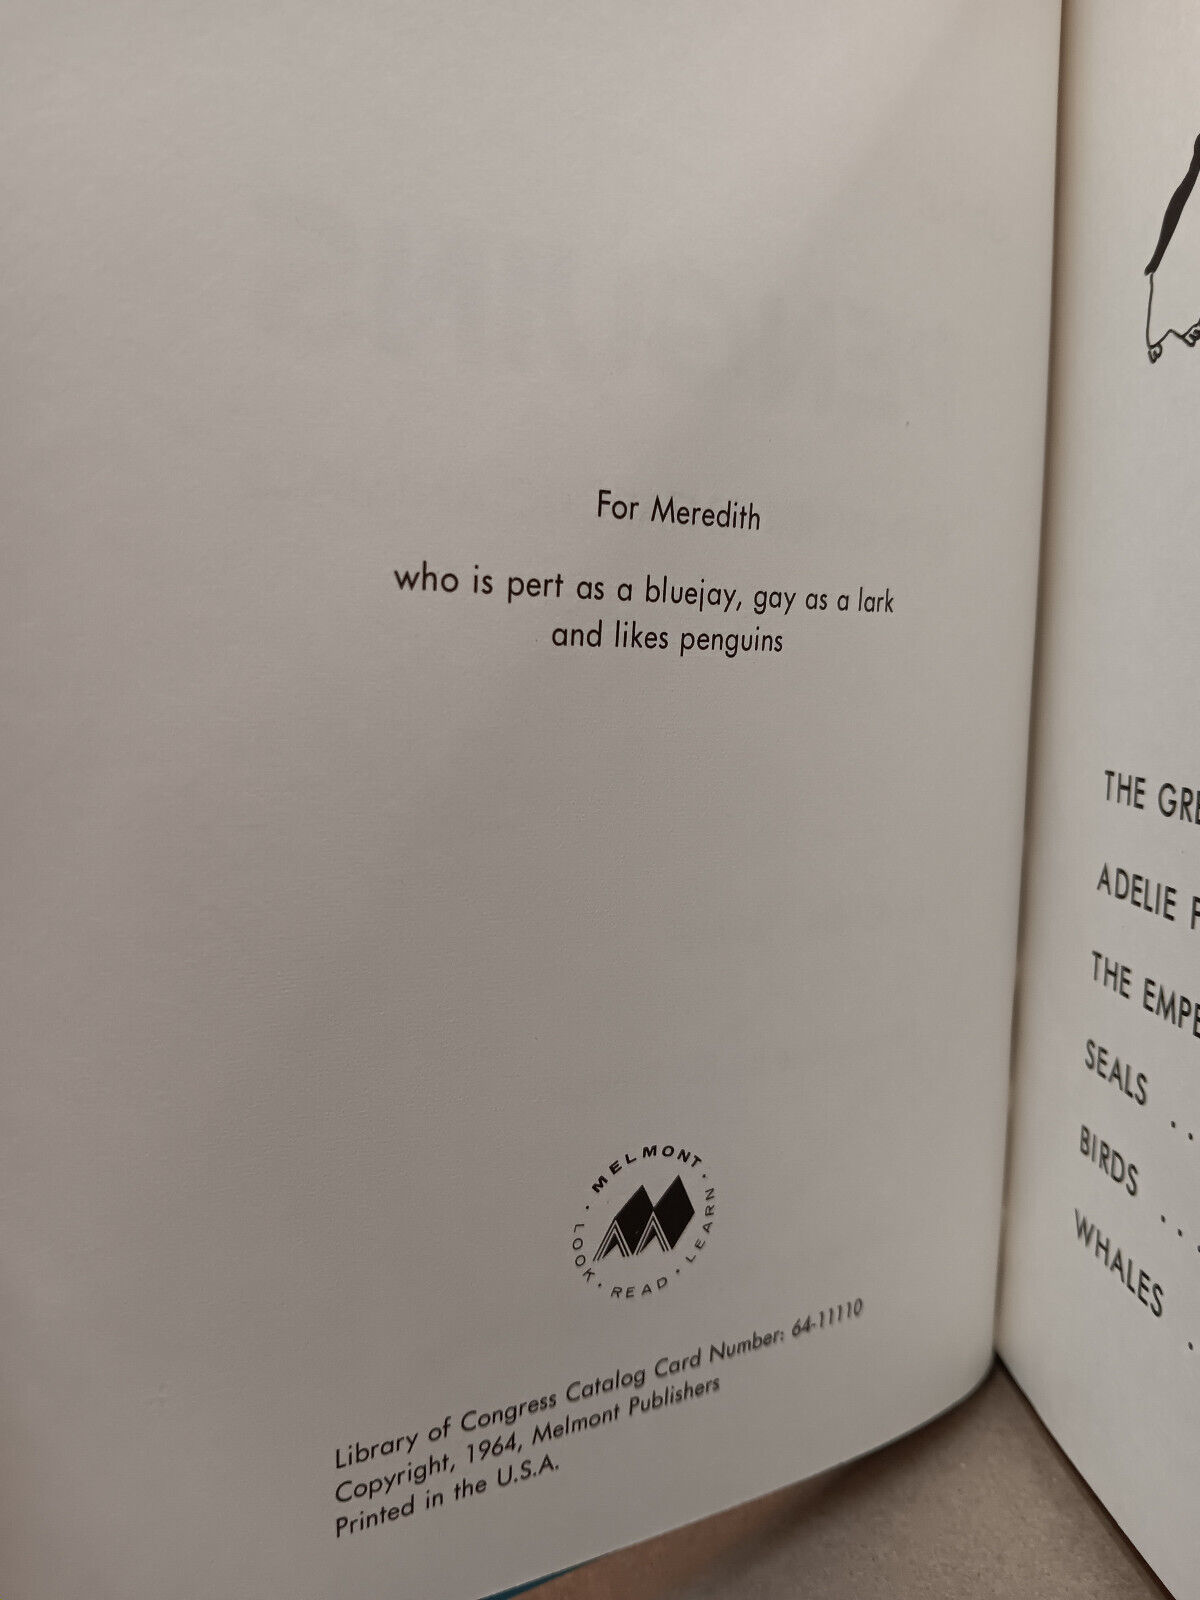 For Meredith
who is pert as a bluejay, gay as a lark
and likes penguins
MELMONT · LEARN · READ · LOOK ·
Library of Congress Catalog Card Number: 64-11110
Copyright, 1964, Melmont Publishers
Printed in the U.S.A.
THE GRE
ADELIE P
THE EMPE
SEALS . .
BIRDS . . .
WHALES .